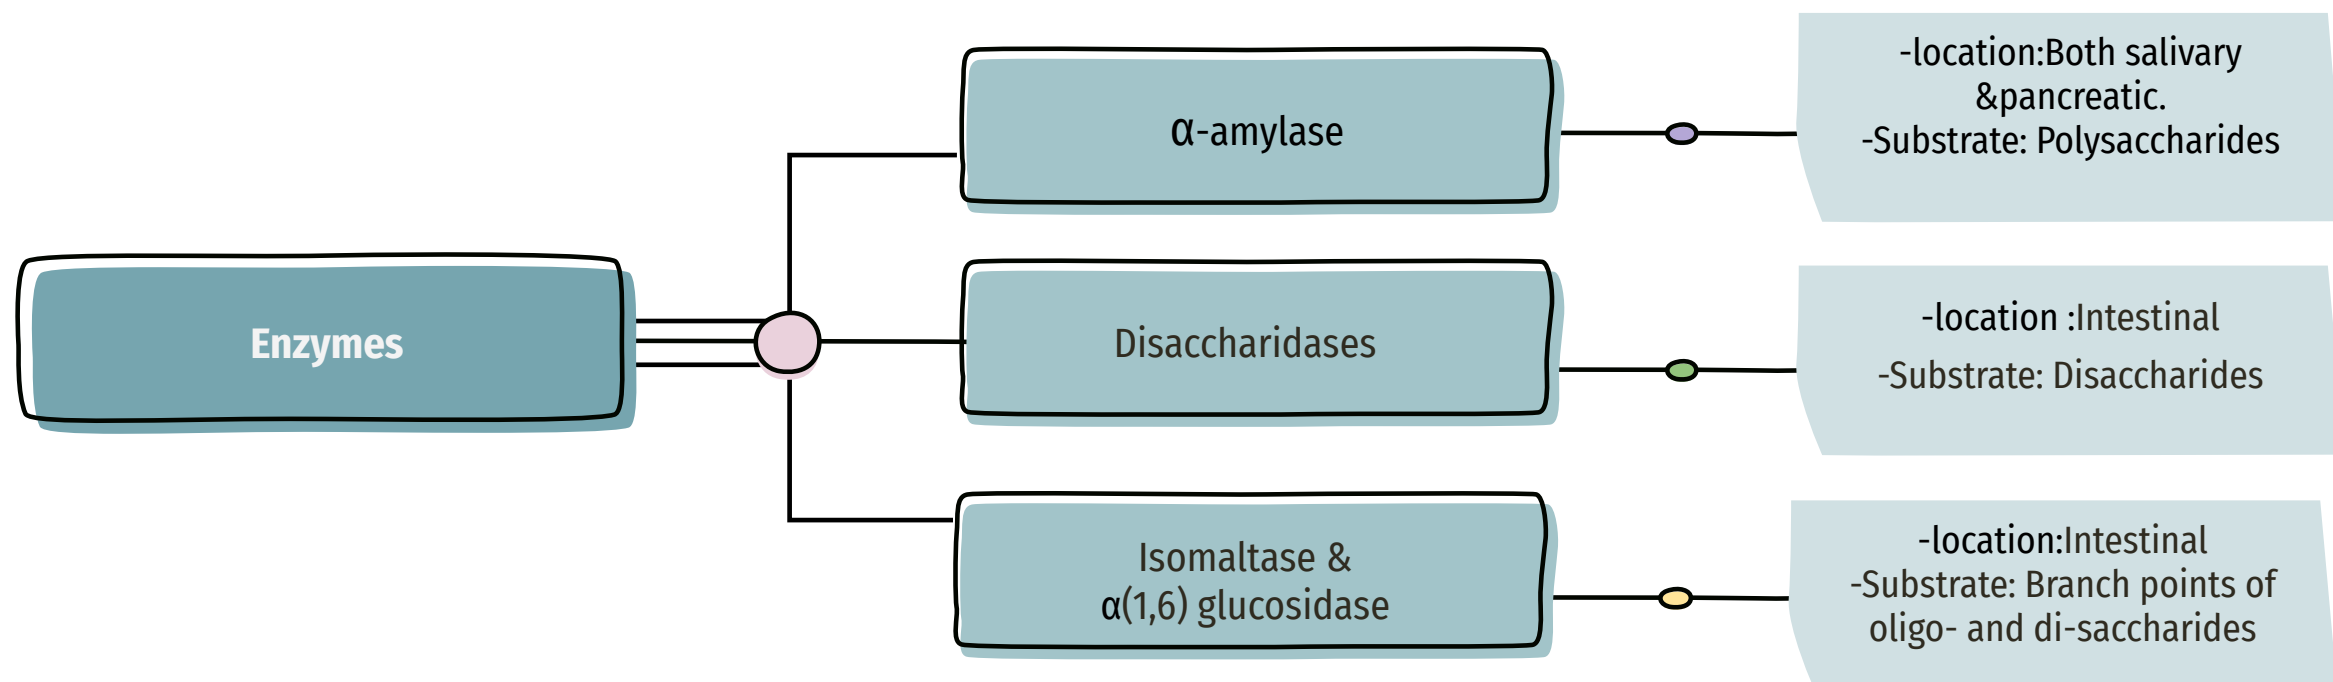 Enzymes
α-amylase
-location:Both salivary
&pancreatic.
-Substrate: Polysaccharides
Disaccharidases
-location :Intestinal
-Substrate: Disaccharides
Isomaltase &
α(1,6) glucosidase
-location:Intestinal
-Substrate: Branch points of
oligo- and di-saccharides